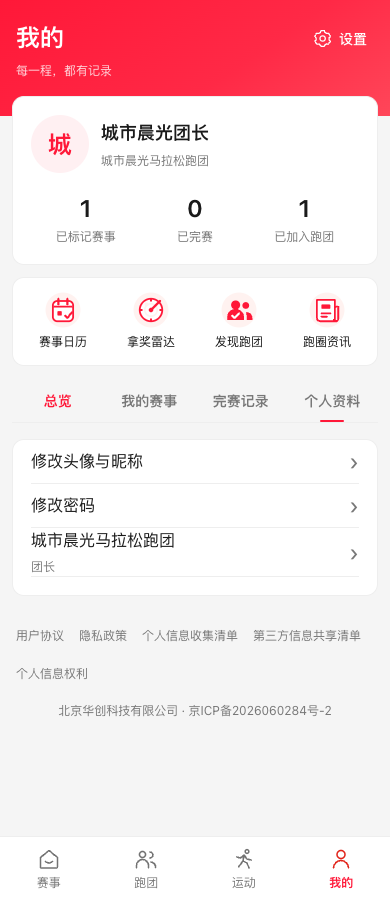 我的
设置
每一程，都有记录
城
城市晨光团长
城市晨光马拉松跑团
1 0 1
已标记赛事 已完赛 已加入跑团
赛事日历 拿奖雷达 发现跑团 跑圈资讯
总览 我的赛事 完赛记录 个人资料
修改头像与昵称
修改密码
城市晨光马拉松跑团
团长
用户协议 隐私政策 个人信息收集清单 第三方信息共享清单
个人信息权利
北京华创科技有限公司 · 京ICP备2026060284号-2
赛事 跑团 运动 我的